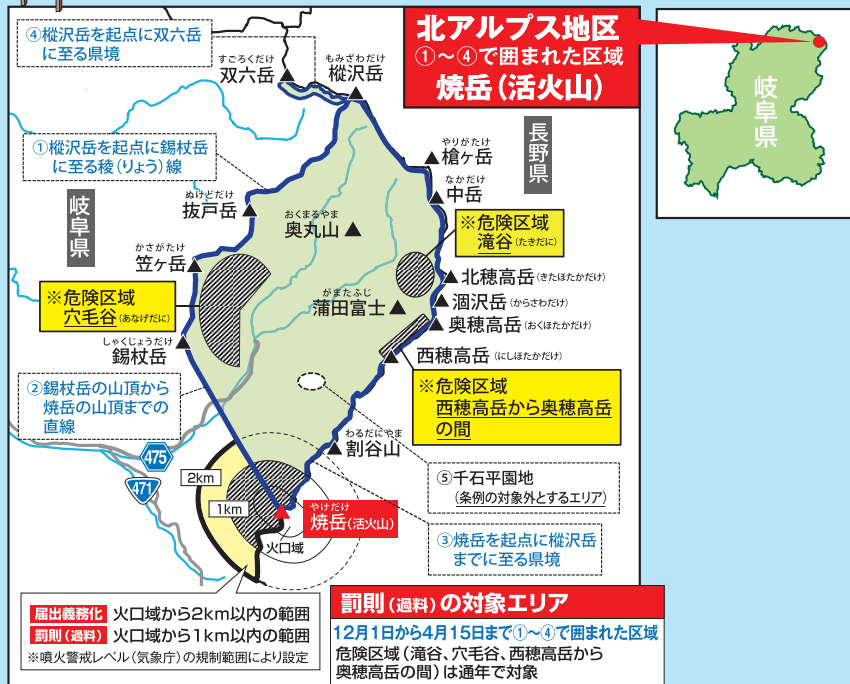 ④樅沢岳を起点に双六岳
に至る県境
すごろくだけ
双六岳
もみざわだけ
樅沢岳
北アルプス地区
①～④で囲まれた区域
焼岳（活火山）
岐阜県
①樅沢岳を起点に錫杖岳
に至る稜（りょう）線
やりがたけ
槍ヶ岳
長野県
なかだけ
中岳
岐阜県
ぬけどだけ
抜戸岳
おくまるやま
奥丸山
※危険区域
滝谷（たきだに）
かさがたけ
笠ヶ岳
※危険区域
穴毛谷（あなげだに）
がまたふじ
蒲田富士
北穂高岳（きたほたかだけ）
涸沢岳（からさわだけ）
奥穂高岳（おくほたかだけ）
しゃくじょうだけ
錫杖岳
西穂高岳（にしほたかだけ）
②錫杖岳の山頂から
焼岳の山頂までの
直線
※危険区域
西穂高岳から奥穂高岳
の間
わるだにやま
割谷山
475
471
2km
1km
⑤千石平園地
（条例の対象外とするエリア）
やけだけ
焼岳（活火山）
火口域
③焼岳を起点に樅沢岳
までに至る県境
届出義務化 火口域から2km以内の範囲
罰則（過料） 火口域から1km以内の範囲
※噴火警戒レベル（気象庁）の規制範囲により設定
罰則（過料）の対象エリア
12月1日から4月15日まで①～④で囲まれた区域
危険区域（滝谷、穴毛谷、西穂高岳から
奥穂高岳の間）は通年で対象